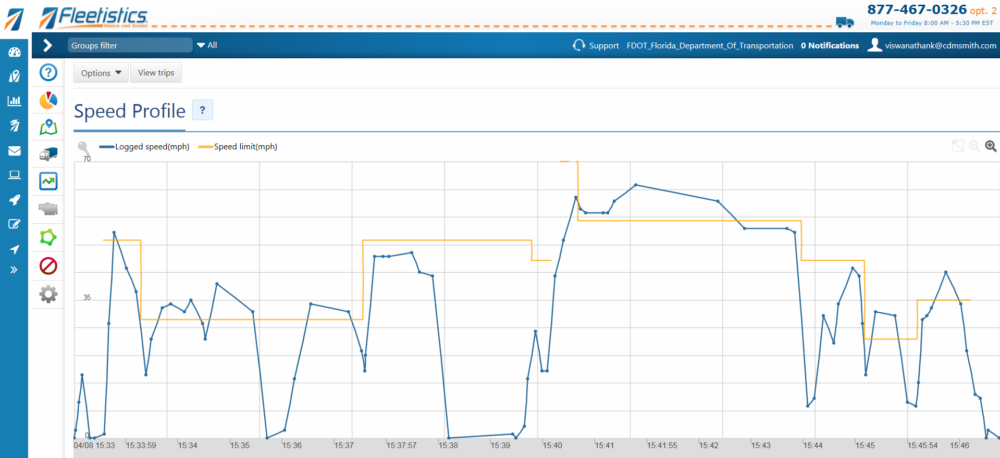 Fleetistics
Measure. Lead. Succeed.
877-467-0326 opt. 2
Monday to Friday 8:00 AM - 5:30 PM EST
Groups filter
All
Support
FDOT_Florida_Department_Of_Transportation
0 Notifications
viswanathank@cdmsmith.com
?
Options
View trips
Speed Profile
?
Logged speed(mph)
Speed limit(mph)
70
35
0
04/08 15:33
15:33:59
15:34
15:35
15:36
15:37
15:37:57
15:38
15:39
15:40
15:41
15:41:55
15:42
15:43
15:44
15:45
15:45:54
15:46